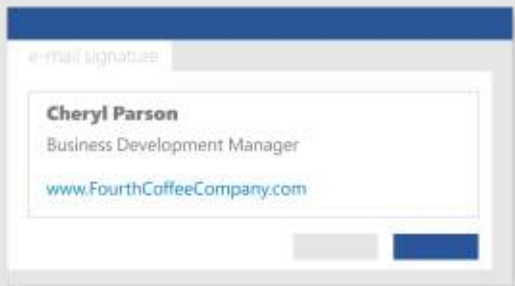 e-mail signature
Cheryl Parson
Business Development Manager
www.FourthCoffeeCompany.com